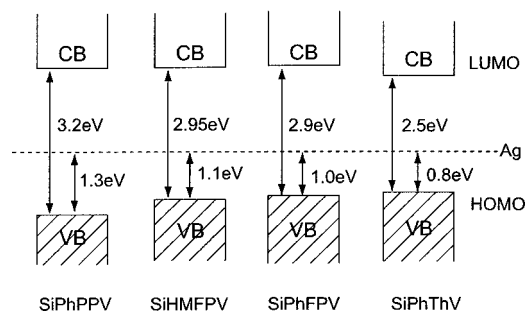 CB CB CB CB LUMO
3.2eV 2.95eV 2.9eV 2.5eV
Ag
1.3eV 1.1eV 1.0eV 0.8eV
HOMO
VB VB VB VB
SiPhPPV SiHMFPV SiPhFPV SiPhThV